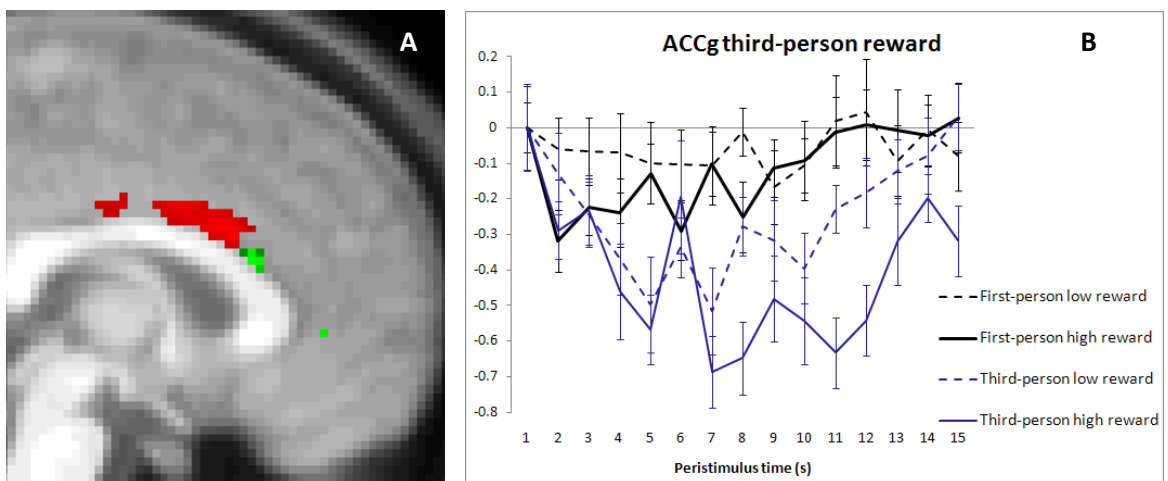 A
ACCg third-person reward
B
0.2
0.1
0
-0.1
-0.2
-0.3
-0.4
-0.5
-0.6
-0.7
-0.8
First-person low reward
First-person high reward
Third-person low reward
Third-person high reward
1 2 3 4 5 6 7 8 9 10 11 12 13 14 15
Peristimulus time (s)